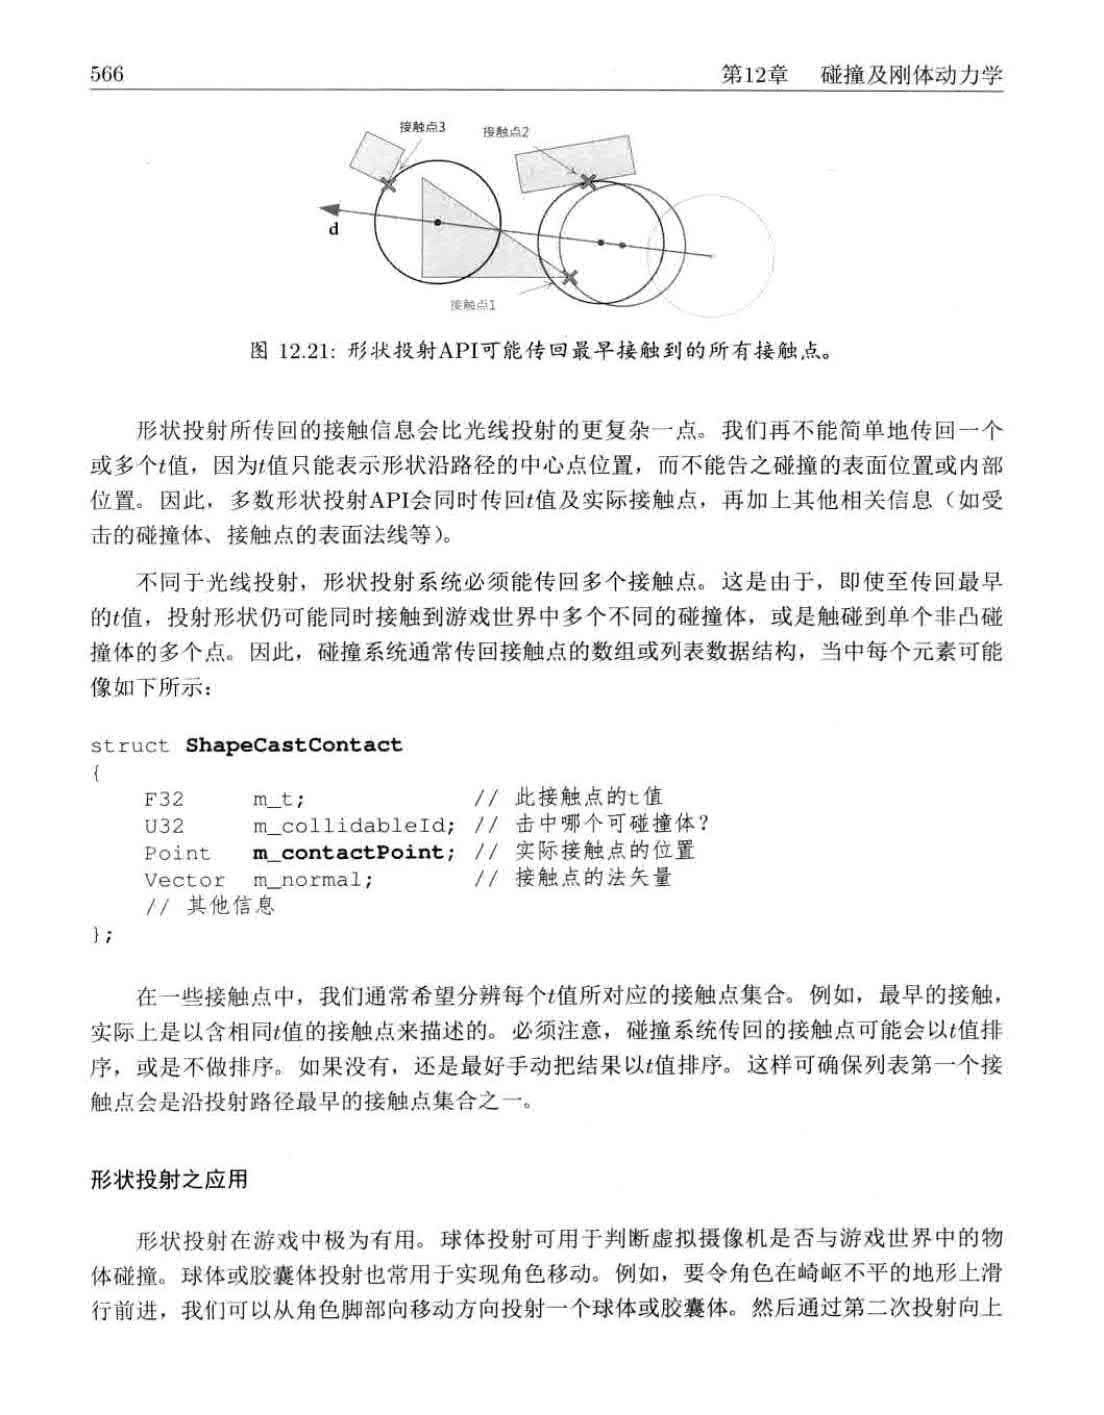 566
第12章 碰撞及刚体动力学
接触点3
接触点2
d
接触点1
图 12.21: 形状投射API可能传回最早接触到的所有接触点。
形状投射所传回的接触信息会比光线投射的更复杂一点。我们再不能简单地传回一个
或多个t值，因为t值只能表示形状沿路径的中心点位置，而不能告之碰撞的表面位置或内部
位置。因此，多数形状投射API会同时传回t值及实际接触点，再加上其他相关信息（如受
击的碰撞体、接触点的表面法线等）。
不同于光线投射，形状投射系统必须能传回多个接触点。这是由于，即使至传回最早
的t值，投射形状仍可能同时接触到游戏世界中多个不同的碰撞体，或是触碰到单个非凸碰
撞体的多个点。因此，碰撞系统通常传回接触点的数组或列表数据结构，当中每个元素可能
像如下所示：
struct ShapeCastContact
{
F32 m_t; // 此接触点的t值
U32 m_collidableId; // 击中哪个可碰撞体？
Point m_contactPoint; // 实际接触点的位置
Vector m_normal; // 接触点的法矢量
// 其他信息
};
在一些接触点中，我们通常希望分辨每个t值所对应的接触点集合。例如，最早的接触，
实际上是以含相同t值的接触点来描述的。必须注意，碰撞系统传回的接触点可能会以t值排
序，或是不做排序。如果没有，还是最好手动把结果以t值排序。这样可确保列表第一个接
触点会是沿投射路径最早的接触点集合之一。
形状投射之应用
形状投射在游戏中极为有用。球体投射可用于判断虚拟摄像机是否与游戏世界中的物
体碰撞。球体或胶囊体投射也常用于实现角色移动。例如，要令角色在崎岖不平的地形上滑
行前进，我们可以从角色脚部向移动方向投射一个球体或胶囊体。然后通过第二次投射向上